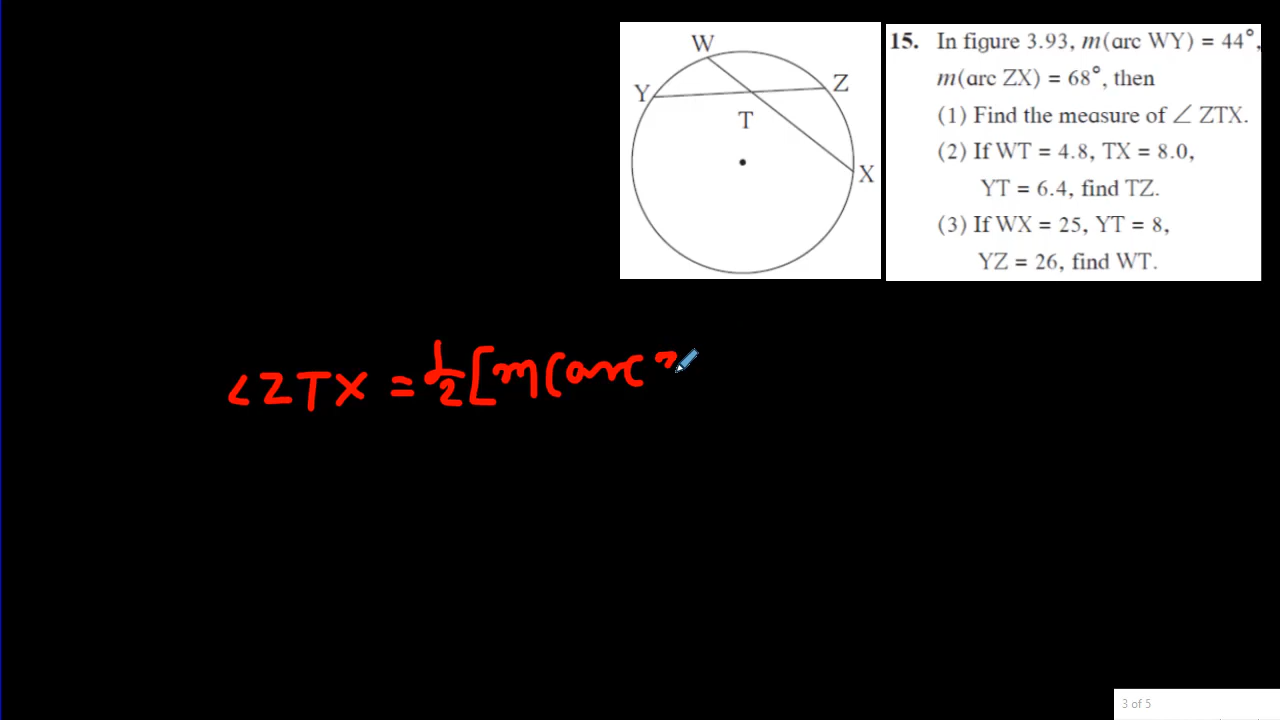 W
Y
Z
T
X
15. In figure 3.93, m(arc WY) = 44°,
m(arc ZX) = 68°, then
(1) Find the measure of ∠ ZTX.
(2) If WT = 4.8, TX = 8.0,
YT = 6.4, find TZ.
(3) If WX = 25, YT = 8,
YZ = 26, find WT.
∠ZTX = 1/2 [m(arc
3 of 5